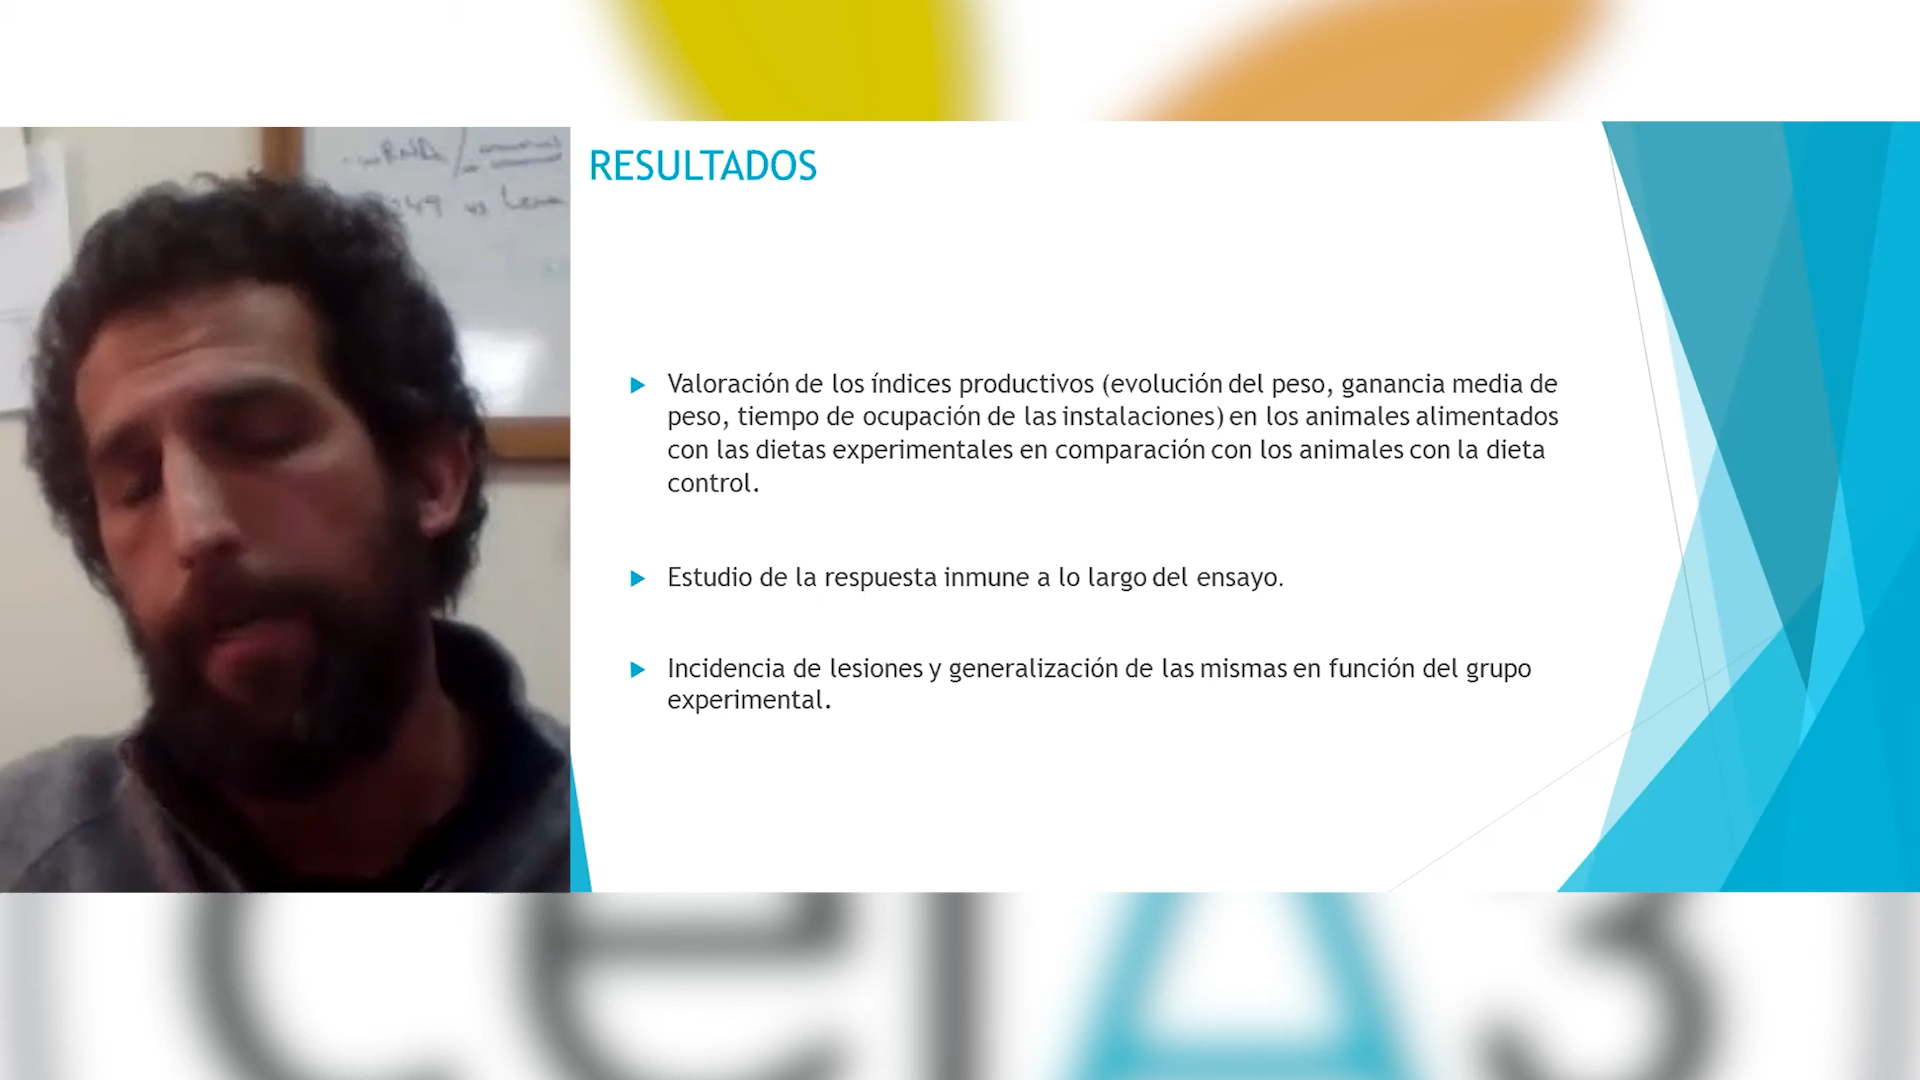 RESULTADOS
Valoración de los índices productivos (evolución del peso, ganancia media de
peso, tiempo de ocupación de las instalaciones) en los animales alimentados
con las dietas experimentales en comparación con los animales con la dieta
control.
Estudio de la respuesta inmune a lo largo del ensayo.
Incidencia de lesiones y generalización de las mismas en función del grupo
experimental.
ceiA3